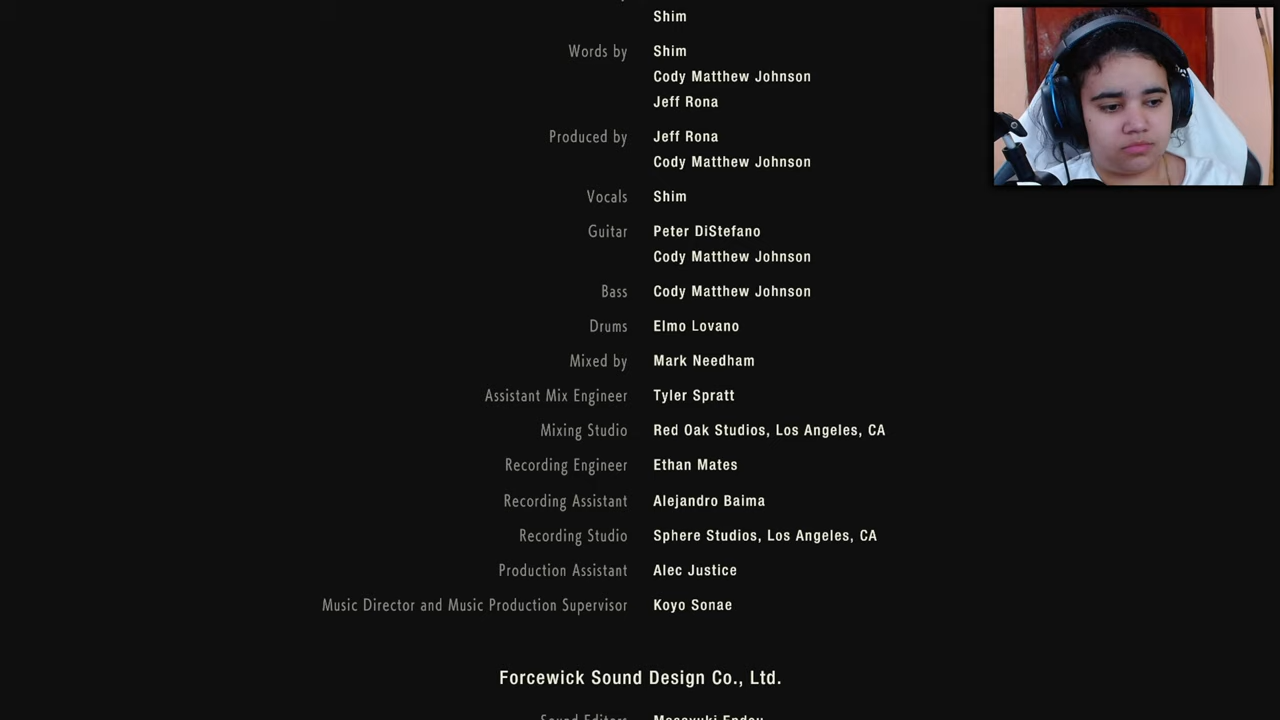 Shim
Words by Shim
Cody Matthew Johnson
Jeff Rona
Produced by Jeff Rona
Cody Matthew Johnson
Vocals Shim
Guitar Peter DiStefano
Cody Matthew Johnson
Bass Cody Matthew Johnson
Drums Elmo Lovano
Mixed by Mark Needham
Assistant Mix Engineer Tyler Spratt
Mixing Studio Red Oak Studios, Los Angeles, CA
Recording Engineer Ethan Mates
Recording Assistant Alejandro Baima
Recording Studio Sphere Studios, Los Angeles, CA
Production Assistant Alec Justice
Music Director and Music Production Supervisor Koyo Sonae
Forcewick Sound Design Co., Ltd.
Sound Editors Masayuki Endou